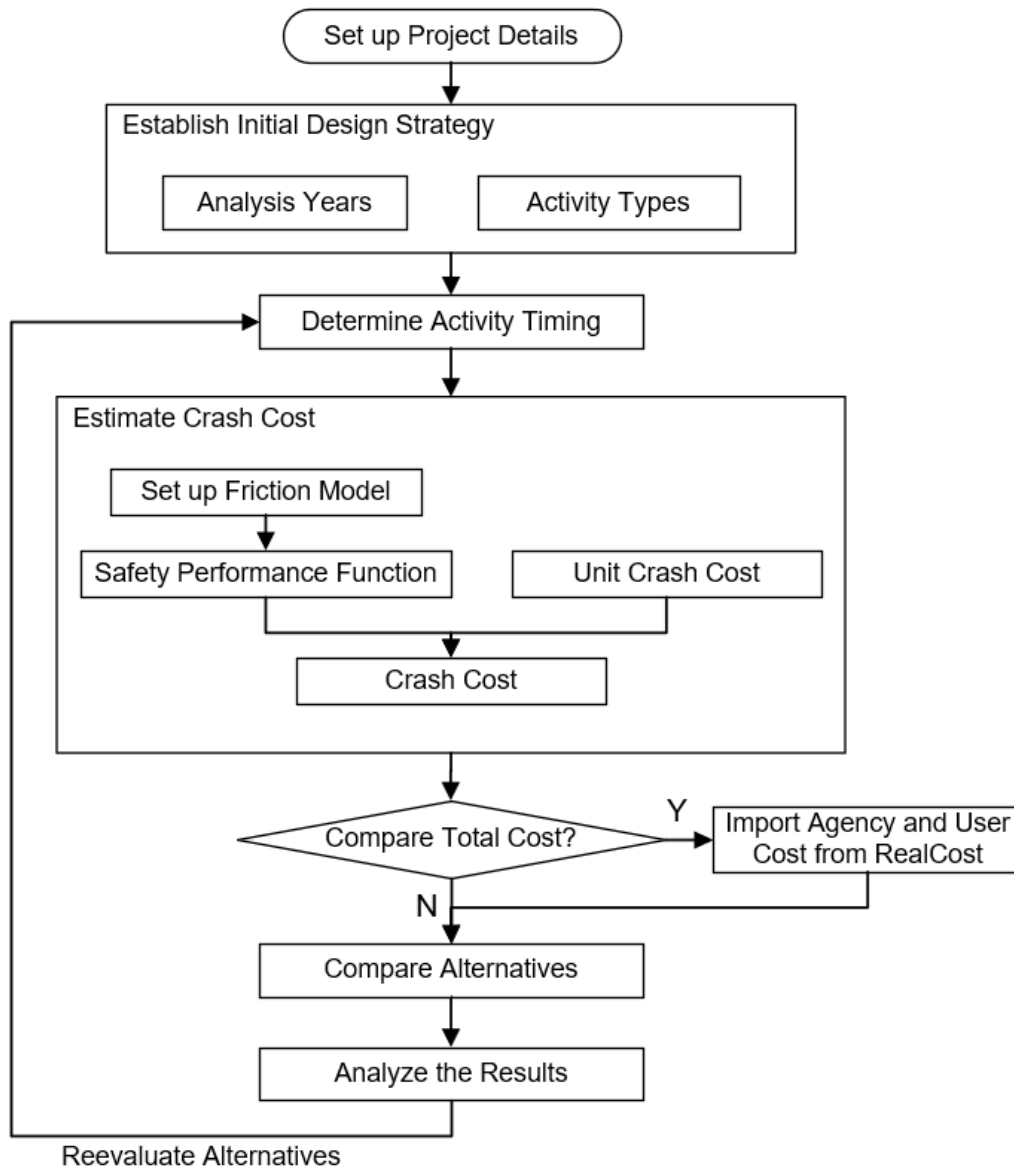 Set up Project Details
Establish Initial Design Strategy
Analysis Years
Activity Types
Determine Activity Timing
Estimate Crash Cost
Set up Friction Model
Safety Performance Function
Unit Crash Cost
Crash Cost
Compare Total Cost?
Y
Import Agency and User
Cost from RealCost
N
Compare Alternatives
Analyze the Results
Reevaluate Alternatives